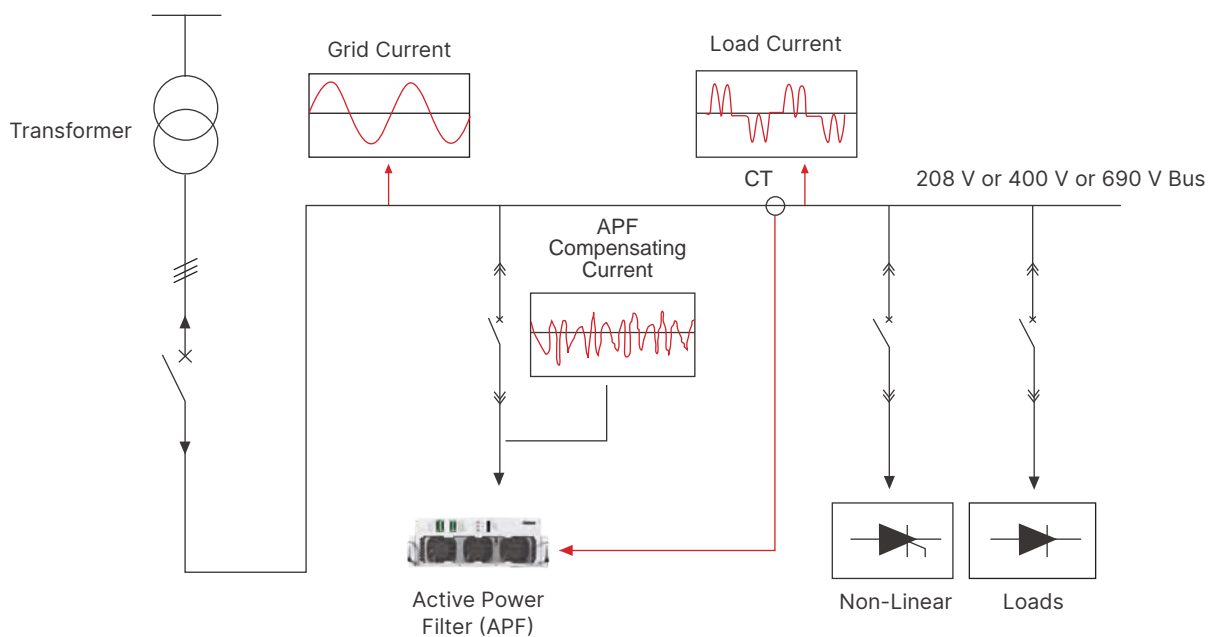 Grid Current
Load Current
Transformer
CT
208 V or 400 V or 690 V Bus
APF
Compensating
Current
Active Power
Filter (APF)
Non-Linear
Loads